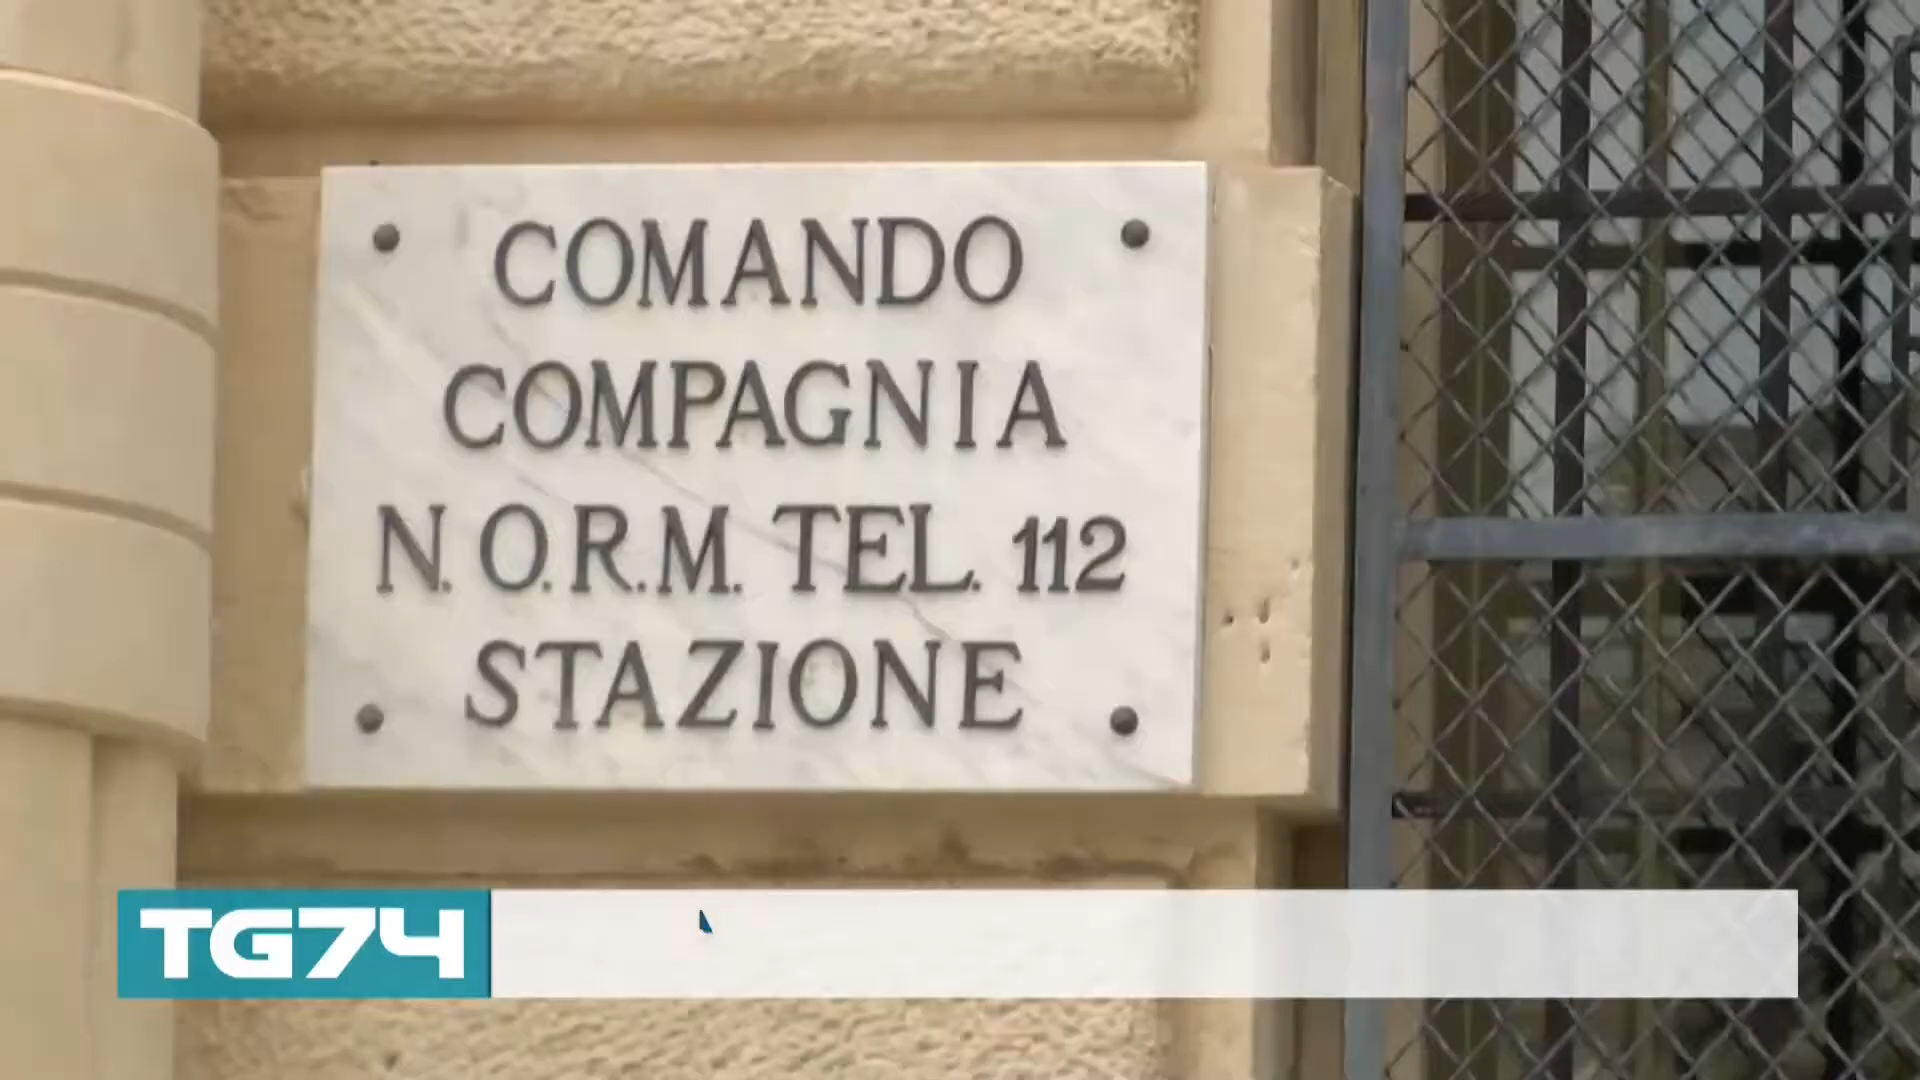 COMANDO
COMPAGNIA
N.O.R.M. TEL. 112
STAZIONE
TG74